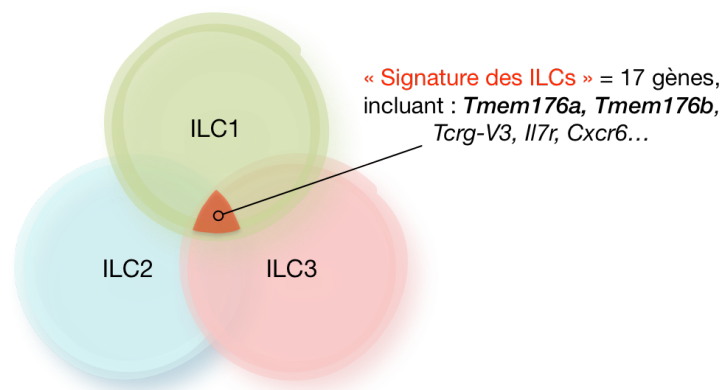 « Signature des ILCs » = 17 gènes,
incluant : Tmem176a, Tmem176b,
Tcrg-V3, Il7r, Cxcr6…
ILC1
ILC2
ILC3